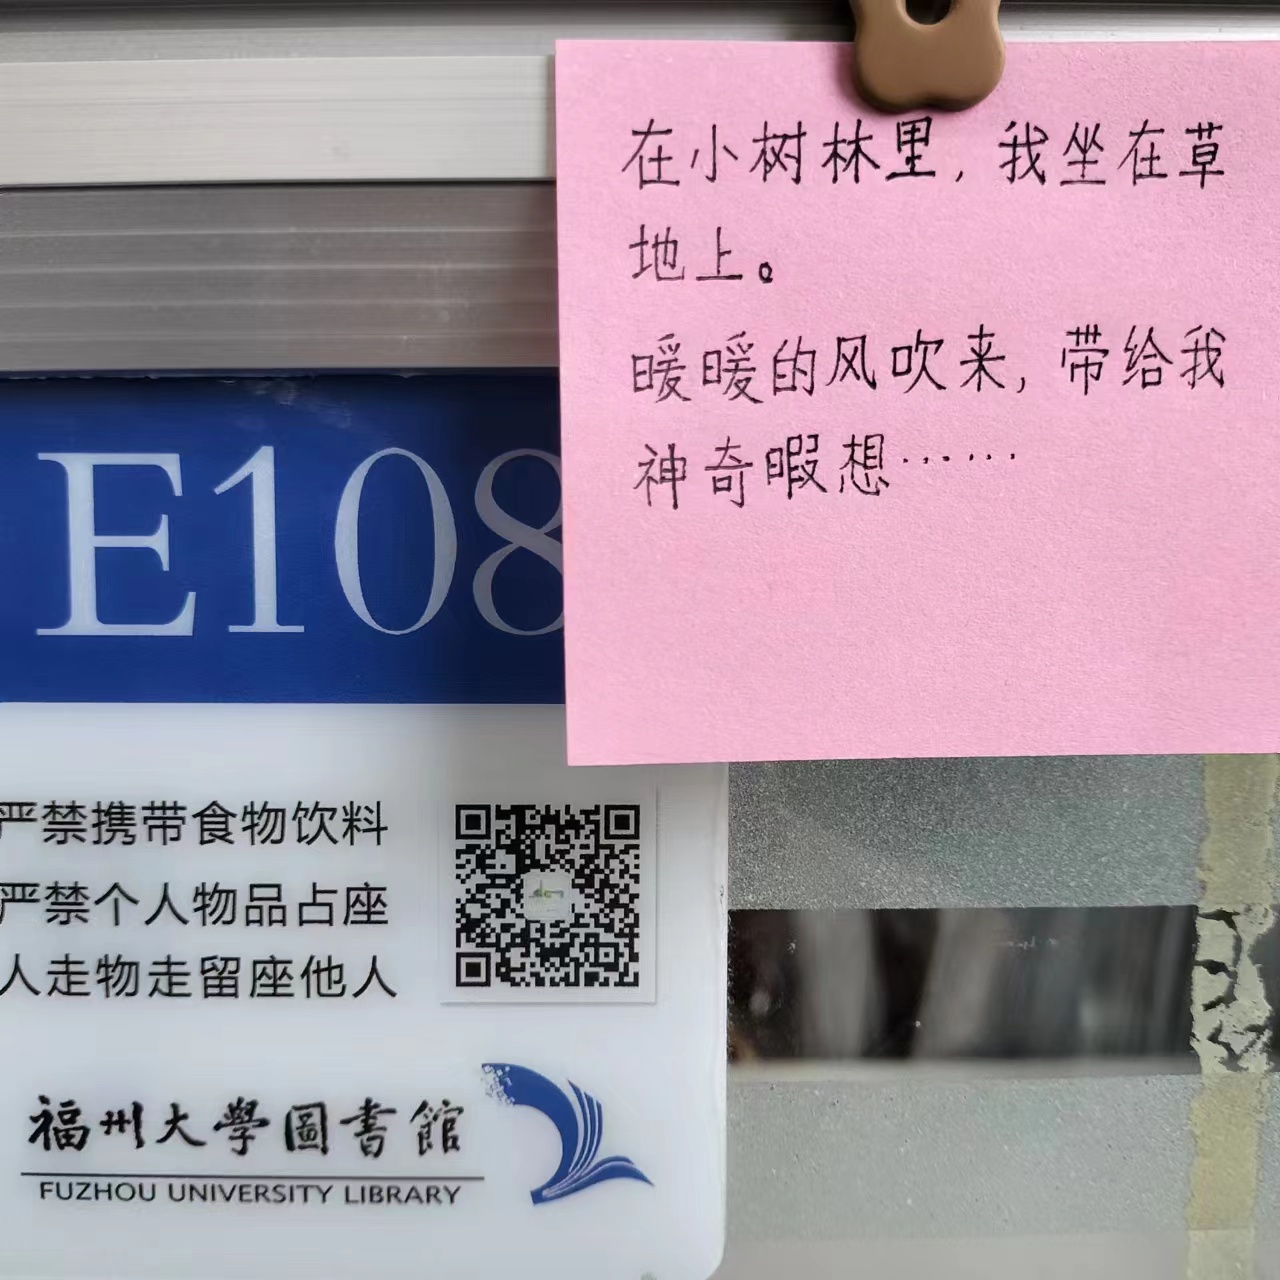 在小树林里，我坐在草
地上。
暖暖的风吹来，带给我
神奇暇想……
E108
严禁携带食物饮料
严禁个人物品占座
人走物走留座他人
福州大學圖書館
FUZHOU UNIVERSITY LIBRARY